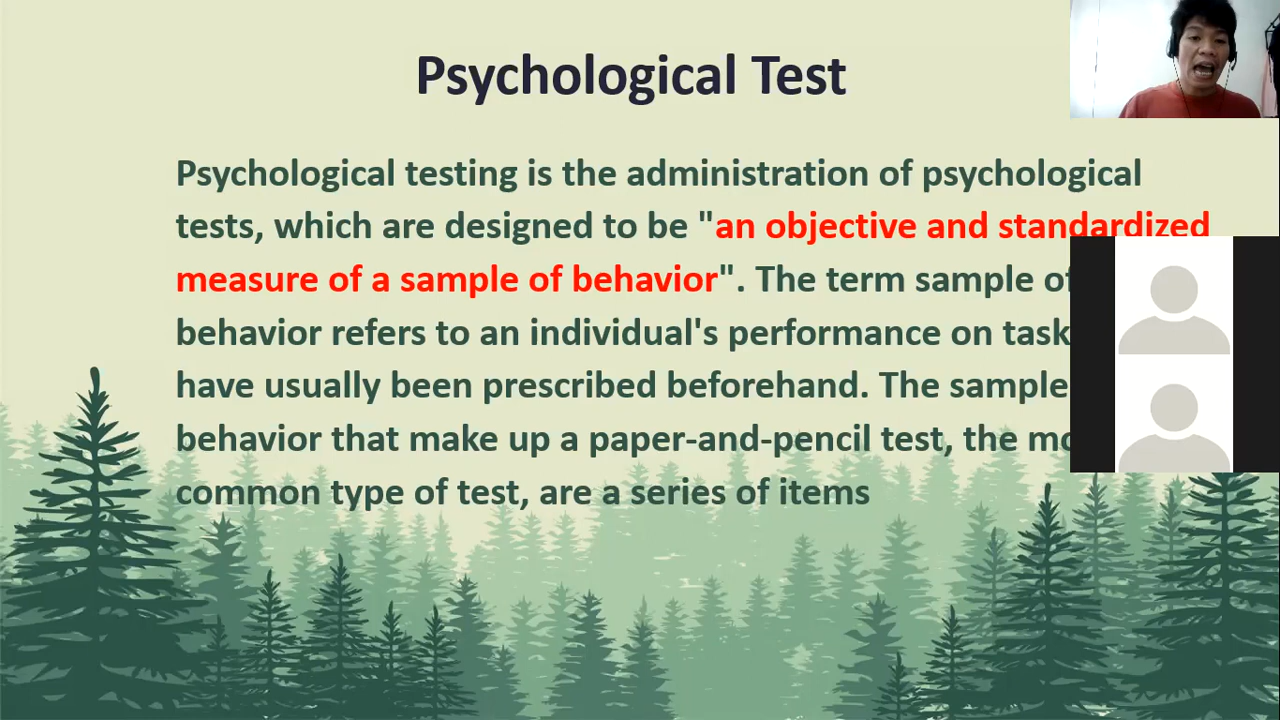 Psychological Test
Psychological testing is the administration of psychological
tests, which are designed to be "an objective and standardized
measure of a sample of behavior". The term sample of
behavior refers to an individual's performance on
have usually been prescribed beforehand. The
behavior that make up a paper-and-pencil test, the
common type of test, are a series of items